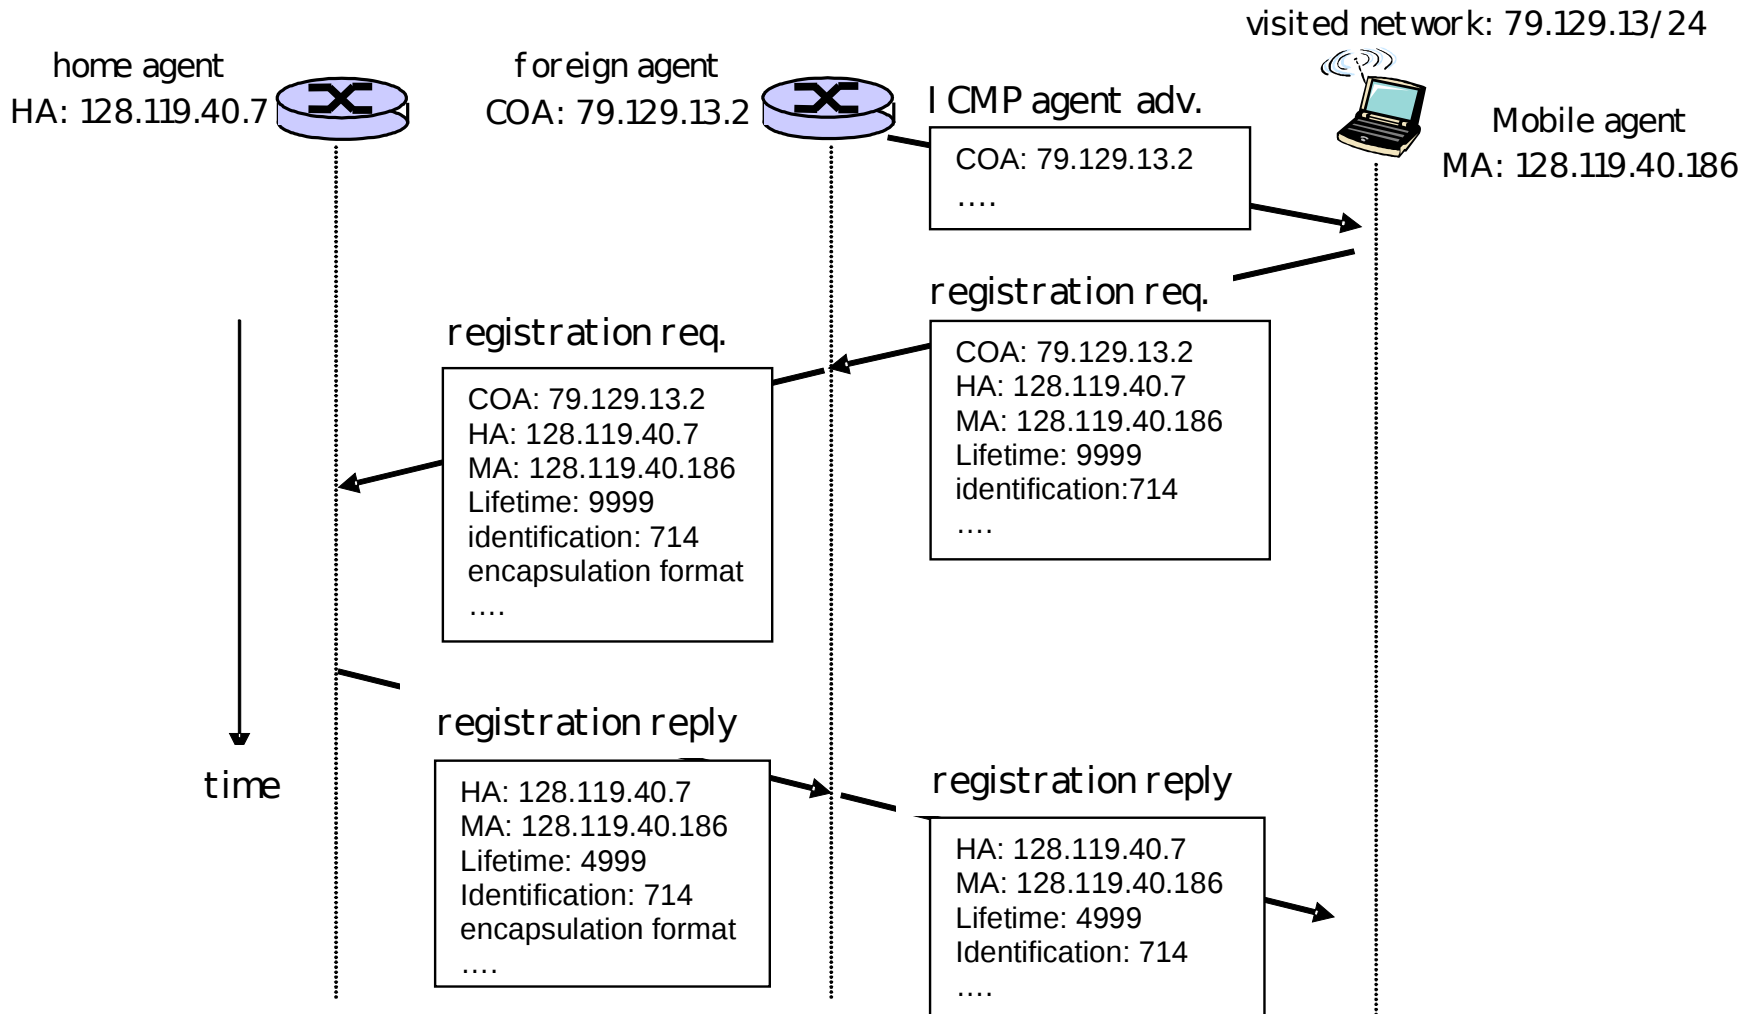 visited network: 79.129.13/24
home agent
HA: 128.119.40.7
foreign agent
COA: 79.129.13.2
ICMP agent adv.
COA: 79.129.13.2
....
Mobile agent
MA: 128.119.40.186
registration req.
COA: 79.129.13.2
HA: 128.119.40.7
MA: 128.119.40.186
Lifetime: 9999
identification:714
....
registration req.
COA: 79.129.13.2
HA: 128.119.40.7
MA: 128.119.40.186
Lifetime: 9999
identification: 714
encapsulation format
....
time
registration reply
HA: 128.119.40.7
MA: 128.119.40.186
Lifetime: 4999
Identification: 714
encapsulation format
....
registration reply
HA: 128.119.40.7
MA: 128.119.40.186
Lifetime: 4999
Identification: 714
....